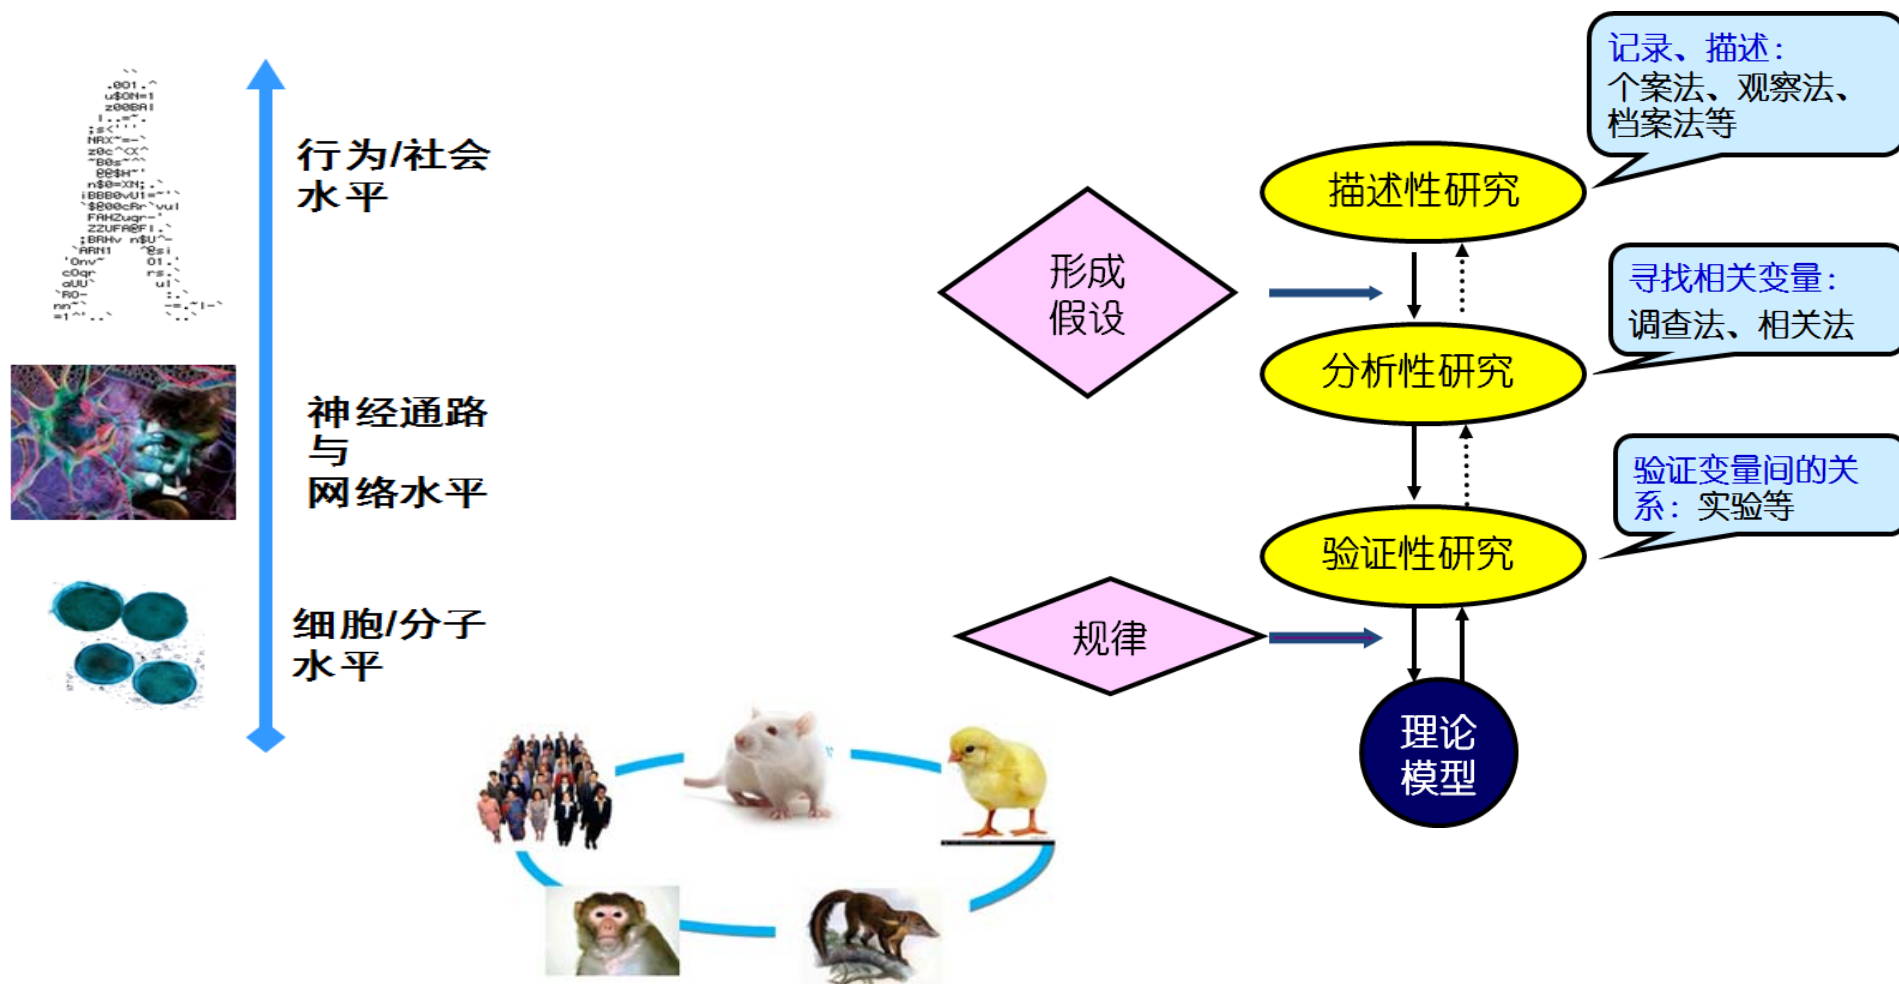 行为/社会
水平
神经通路
与
网络水平
细胞/分子
水平
形成
假设
规律
描述性研究
分析性研究
验证性研究
理论
模型
记录、描述：
个案法、观察法、
档案法等
寻找相关变量：
调查法、相关法
验证变量间的关
系：实验等